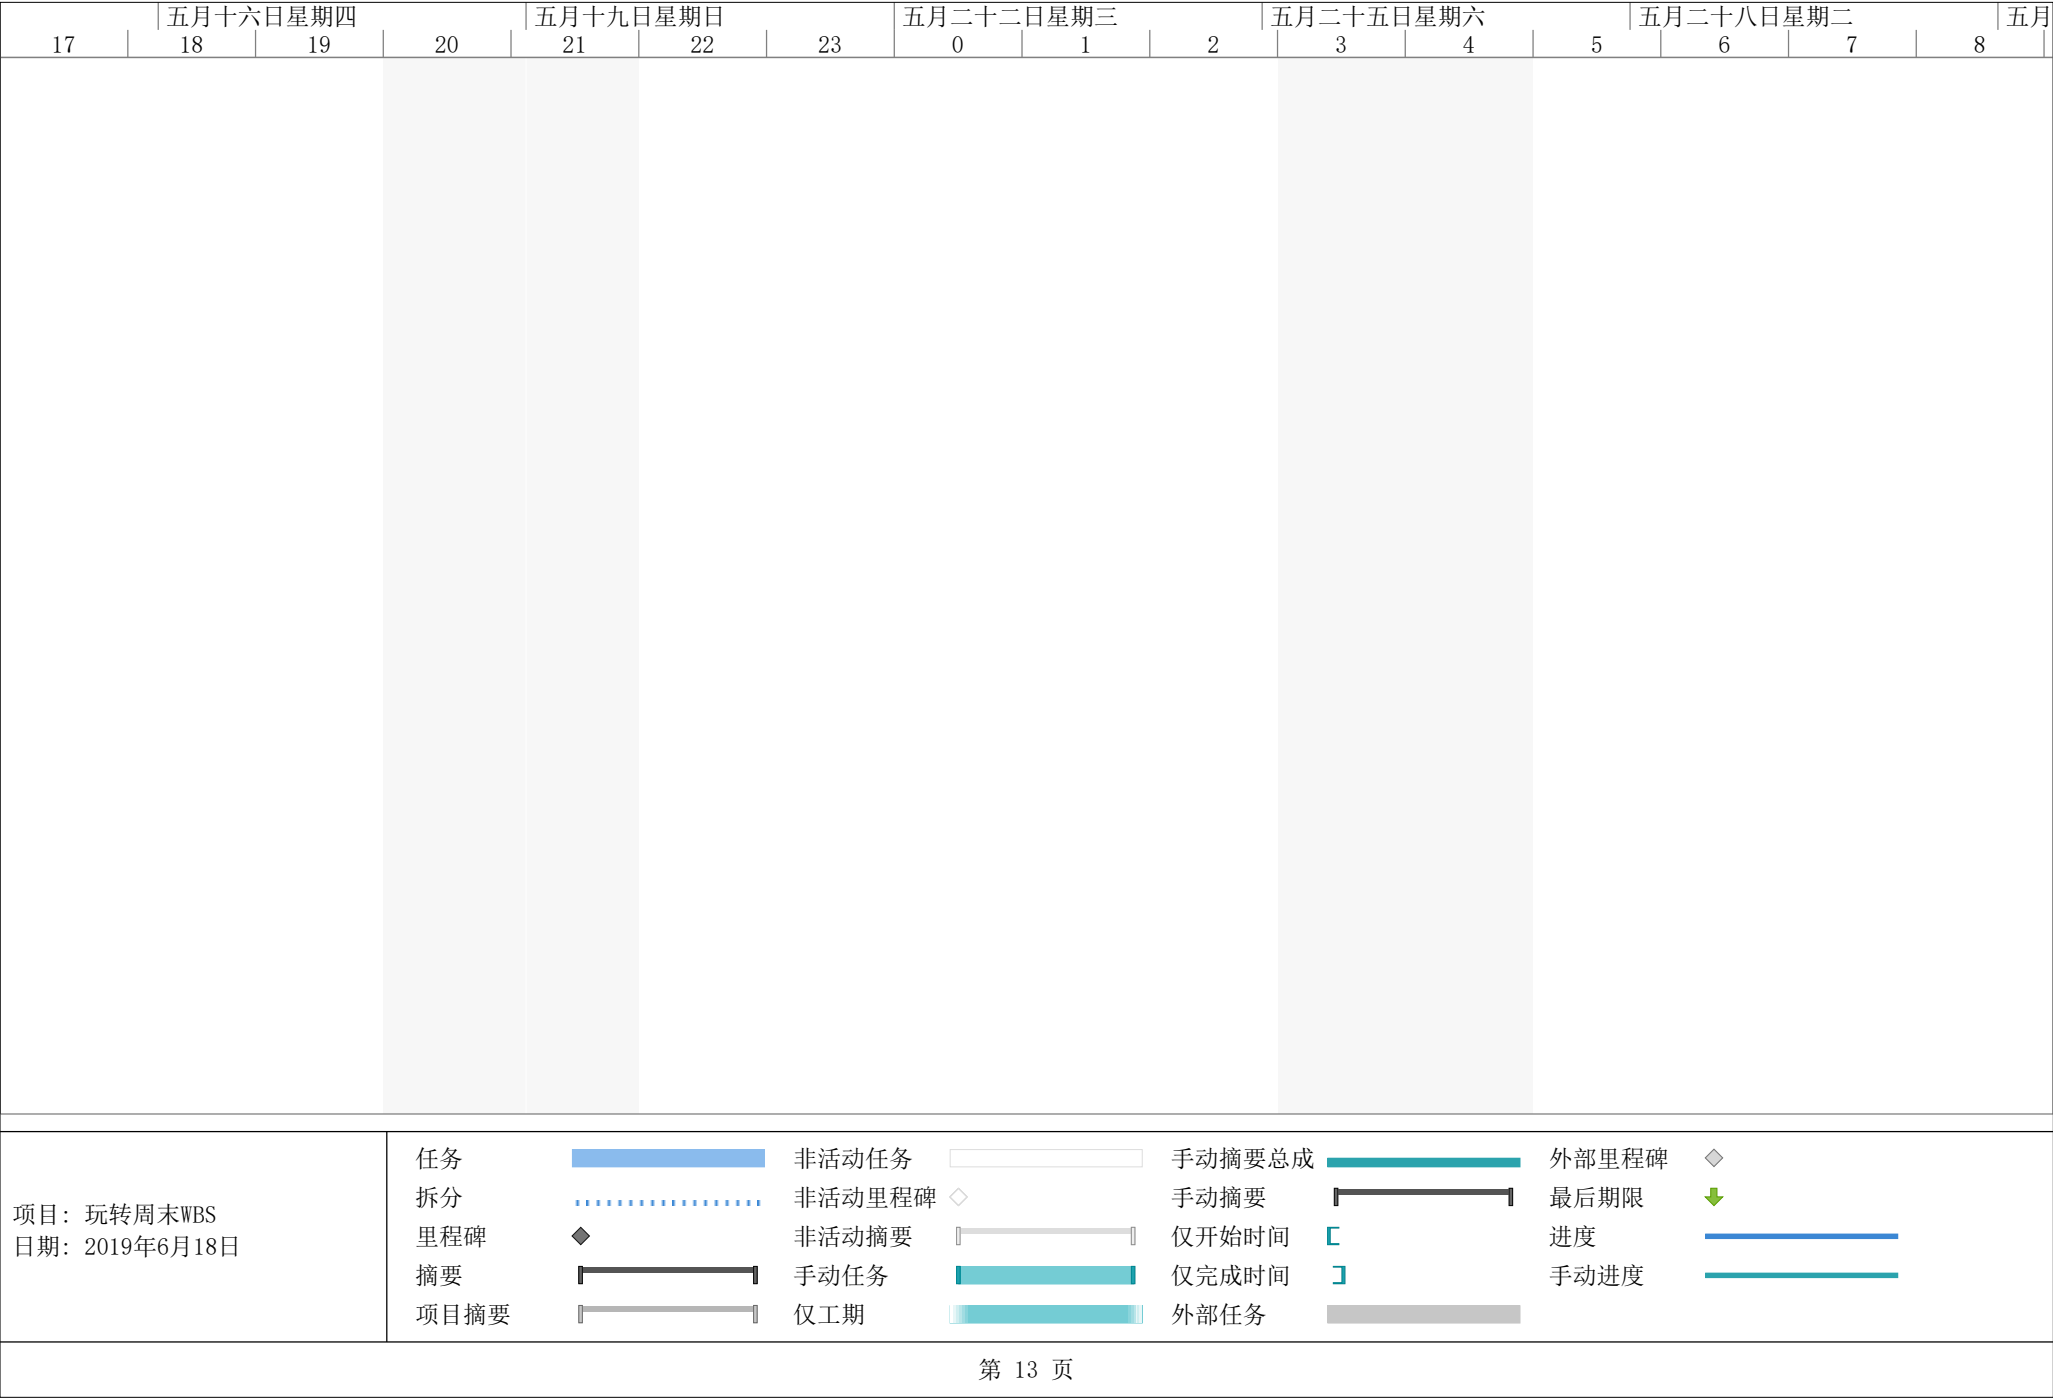 五月十六日星期四 五月十九日星期日 五月二十二日星期三 五月二十五日星期六 五月二十八日星期二 五月
17 18 19 20 21 22 23 0 1 2 3 4 5 6 7 8
任务 非活动任务 手动摘要总成 外部里程碑
拆分 非活动里程碑 手动摘要 最后期限
项目: 玩转周末WBS
日期: 2019年6月18日
里程碑 非活动摘要 仅开始时间 进度
摘要 手动任务 仅完成时间 手动进度
项目摘要 仅工期 外部任务
第 13 页